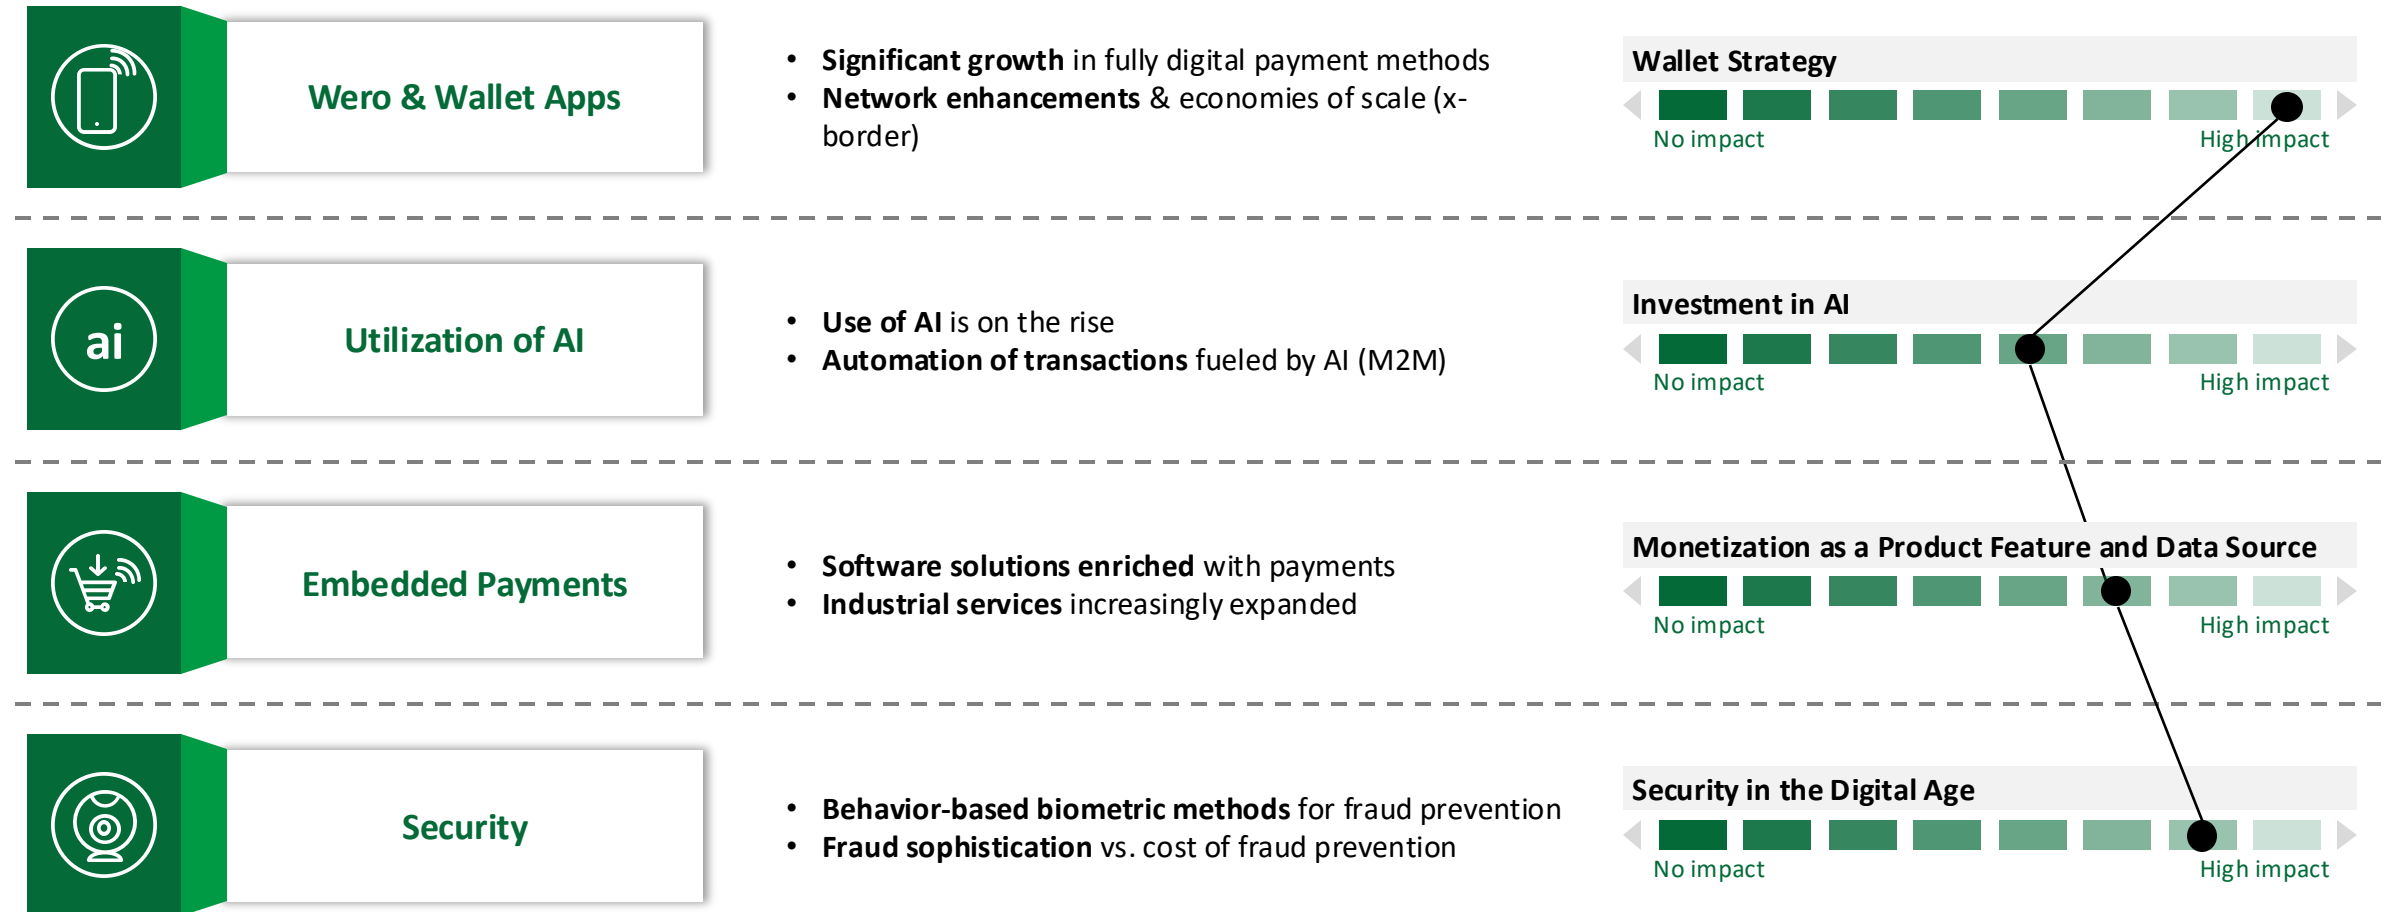 Wero & Wallet Apps
• Significant growth in fully digital payment methods
• Network enhancements & economies of scale (x-
border)
Wallet Strategy
No impact
High impact
ai
Utilization of AI
• Use of AI is on the rise
• Automation of transactions fueled by AI (M2M)
Investment in AI
No impact
High impact
Embedded Payments
• Software solutions enriched with payments
• Industrial services increasingly expanded
Monetization as a Product Feature and Data Source
No impact
High impact
Security
• Behavior-based biometric methods for fraud prevention
• Fraud sophistication vs. cost of fraud prevention
Security in the Digital Age
No impact
High impact